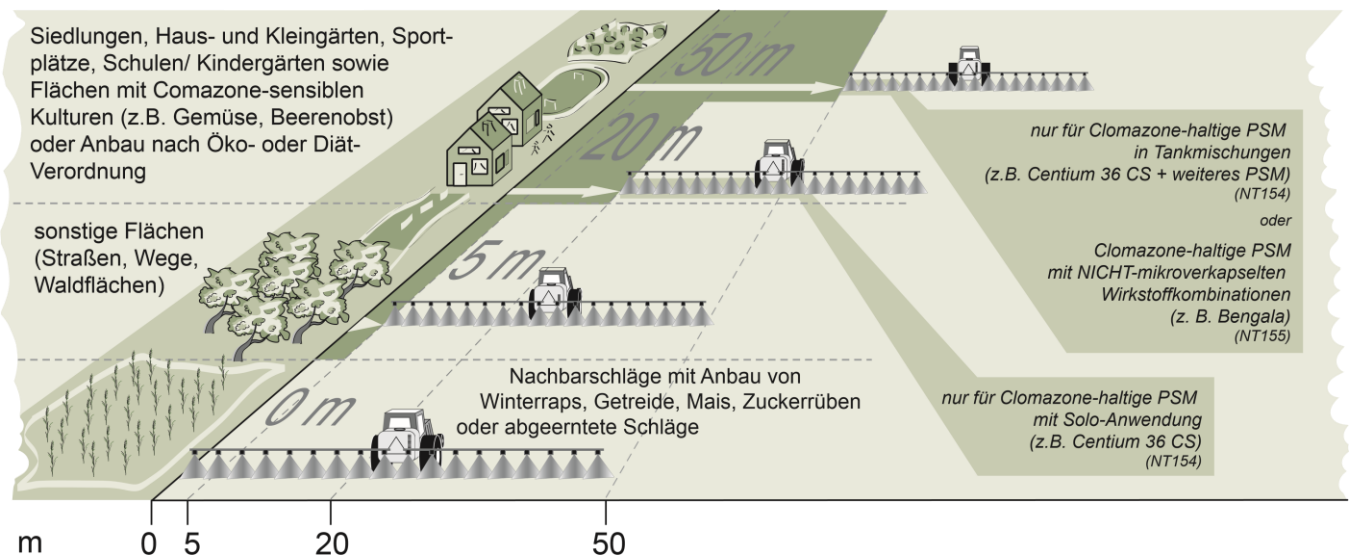 Siedlungen, Haus- und Kleingärten, Sport-
plätze, Schulen/ Kindergärten sowie
Flächen mit Comazone-sensiblen
Kulturen (z.B. Gemüse, Beerenobst)
oder Anbau nach Öko- oder Diät-
Verordnung
50 m
nur für Clomazone-haltige PSM
in Tankmischungen
(z.B. Centium 36 CS + weiteres PSM)
(NT154)
oder
Clomazone-haltige PSM
mit NICHT-mikroverkapselten
Wirkstoffkombinationen
(z. B. Bengala)
(NT155)
20 m
nur für Clomazone-haltige PSM
mit Solo-Anwendung
(z.B. Centium 36 CS)
(NT154)
sonstige Flächen
(Straßen, Wege,
Waldflächen)
5 m
0 m
Nachbarschläge mit Anbau von
Winterraps, Getreide, Mais, Zuckerrüben
oder abgeerntete Schläge
m 0 5 20 50